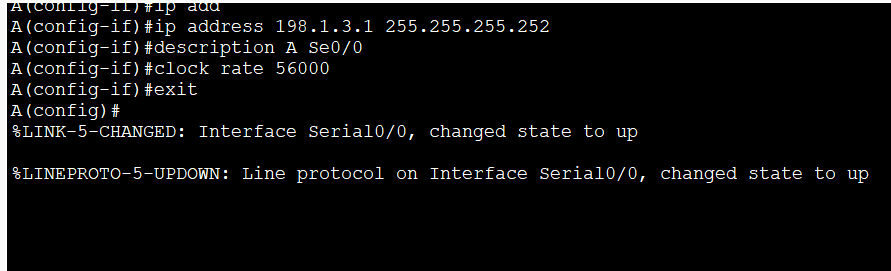 A(config-if)#ip add
A(config-if)#ip address 198.1.3.1 255.255.255.252
A(config-if)#description A Se0/0
A(config-if)#clock rate 56000
A(config-if)#exit
A(config)#
%LINK-5-CHANGED: Interface Serial0/0, changed state to up
%LINEPROTO-5-UPDOWN: Line protocol on Interface Serial0/0, changed state to up